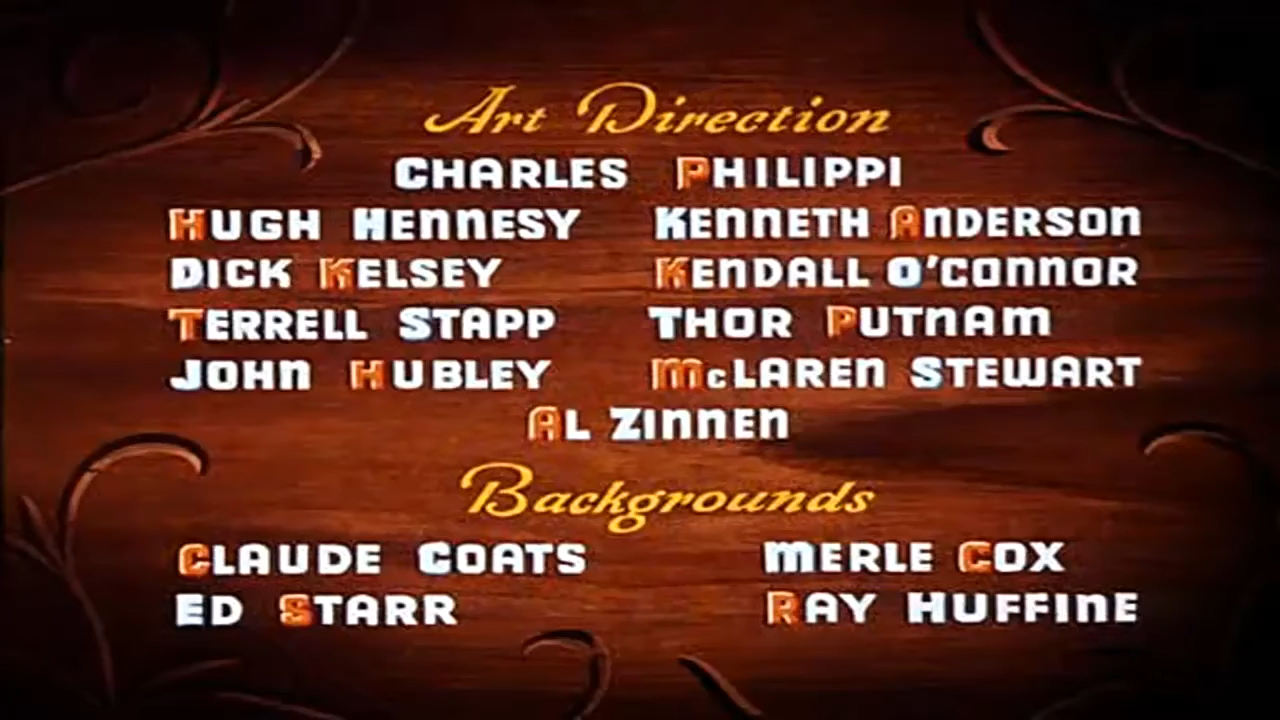 Art Direction
CHARLES PHILIPPI
HUGH HENNESY KENNETH ANDERSON
DICK KELSEY KENDALL O'CONNOR
TERRELL STAPP THOR PUTNAM
JOHN HUBLEY McLAREN STEWART
AL ZINNEN
Backgrounds
CLAUDE COATS MERLE COX
ED STARR RAY HUFFINE